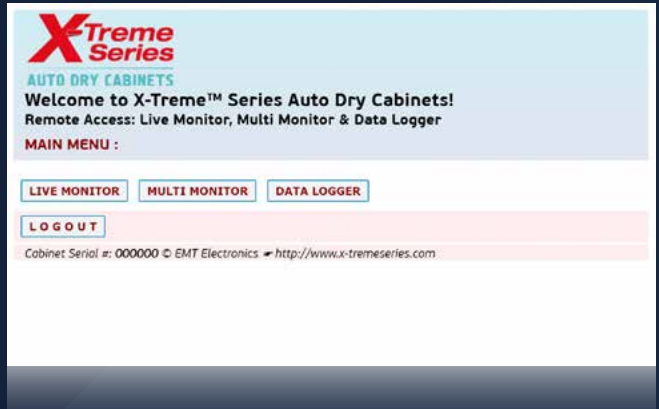 X-Treme
Series
AUTO DRY CABINETS
Welcome to X-Treme™ Series Auto Dry Cabinets!
Remote Access: Live Monitor, Multi Monitor & Data Logger
MAIN MENU :
LIVE MONITOR MULTI MONITOR DATA LOGGER
LOGOUT
Cabinet Serial #: 000000 © EMT Electronics ☛ http://www.x-tremeseries.com